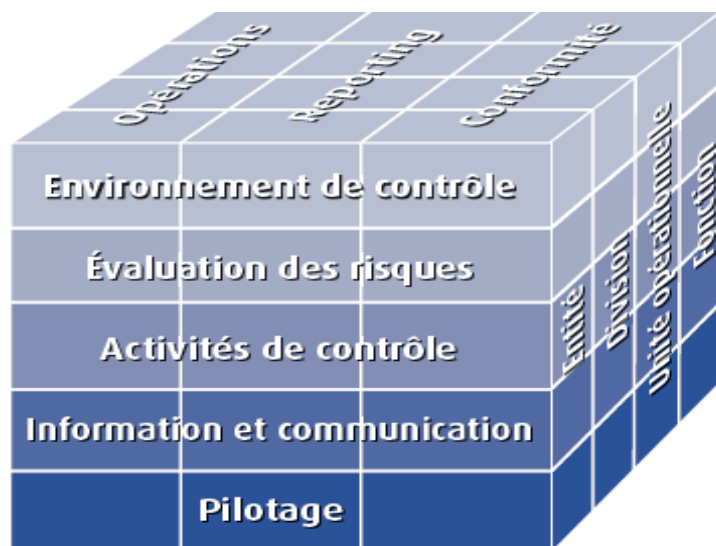 Opérations
Reporting
Conformité
Environnement de contrôle
Évaluation des risques
Activités de contrôle
Information et communication
Pilotage
Entité
Division
Unité opérationnelle
Fonction